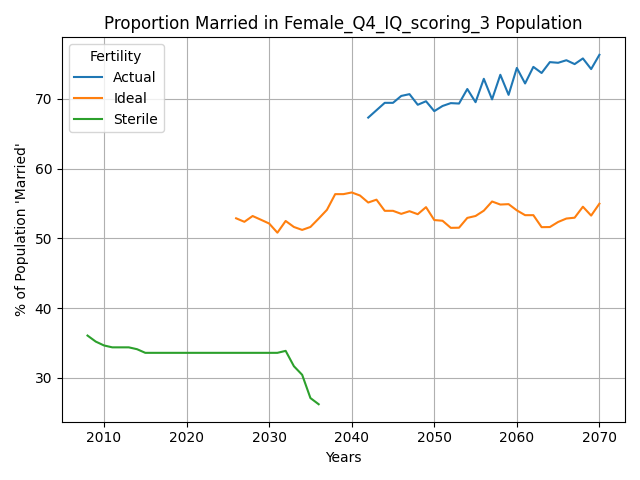 Proportion Married in Female_Q4_IQ_scoring_3 Population
Fertility
Actual
Ideal
Sterile
% of Population 'Married'
70
60
50
40
30
2010
2020
2030
2040
2050
2060
2070
Years